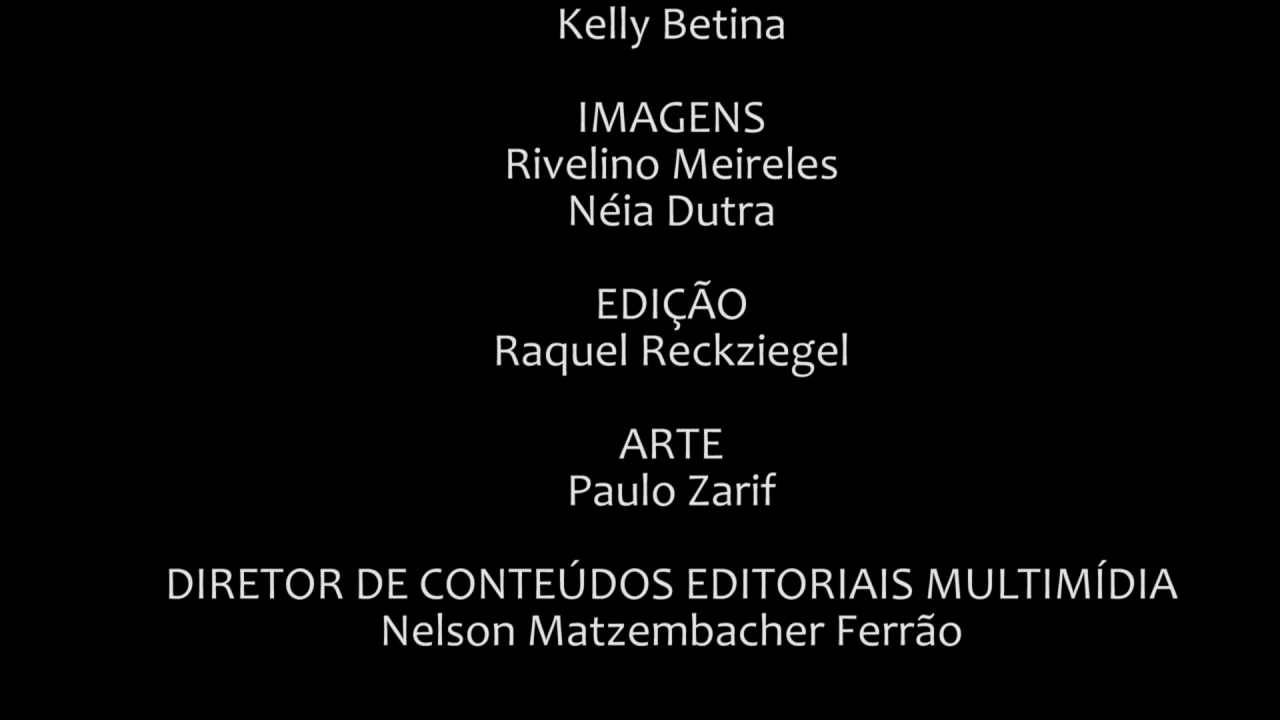 Kelly Betina
IMAGENS
Rivelino Meireles
Néia Dutra
EDIÇÃO
Raquel Reckziegel
ARTE
Paulo Zarif
DIRETOR DE CONTEÚDOS EDITORIAIS MULTIMÍDIA
Nelson Matzembacher Ferrão